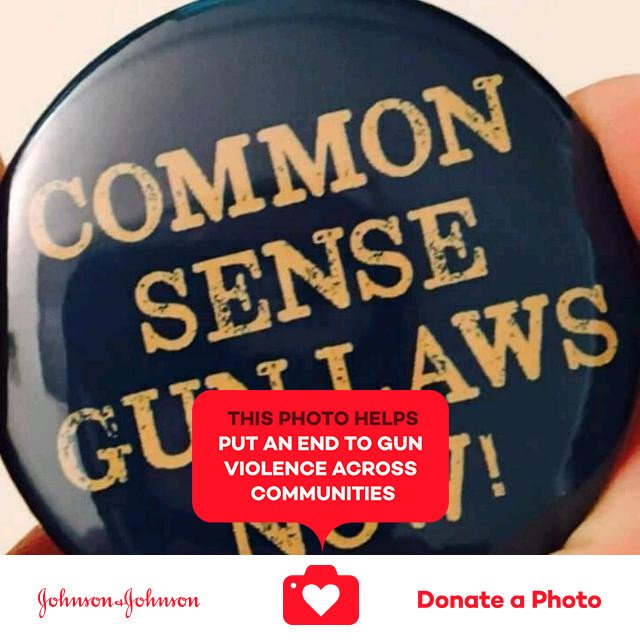 COMMON
SENSE
GUN LAWS
NOW!
THIS PHOTO HELPS
PUT AN END TO GUN
VIOLENCE ACROSS
COMMUNITIES
Johnson & Johnson
Donate a Photo